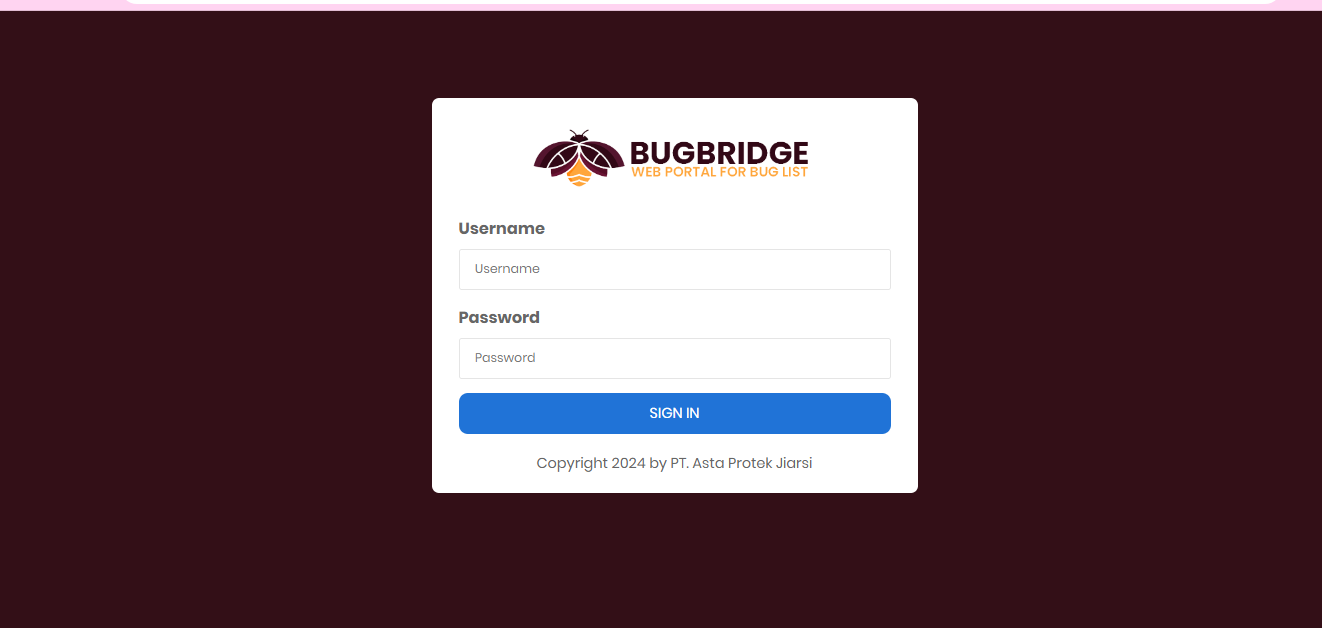 BUGBRIDGE
WEB PORTAL FOR BUG LIST
Username
Username
Password
Password
SIGN IN
Copyright 2024 by PT. Asta Protek Jiarsi